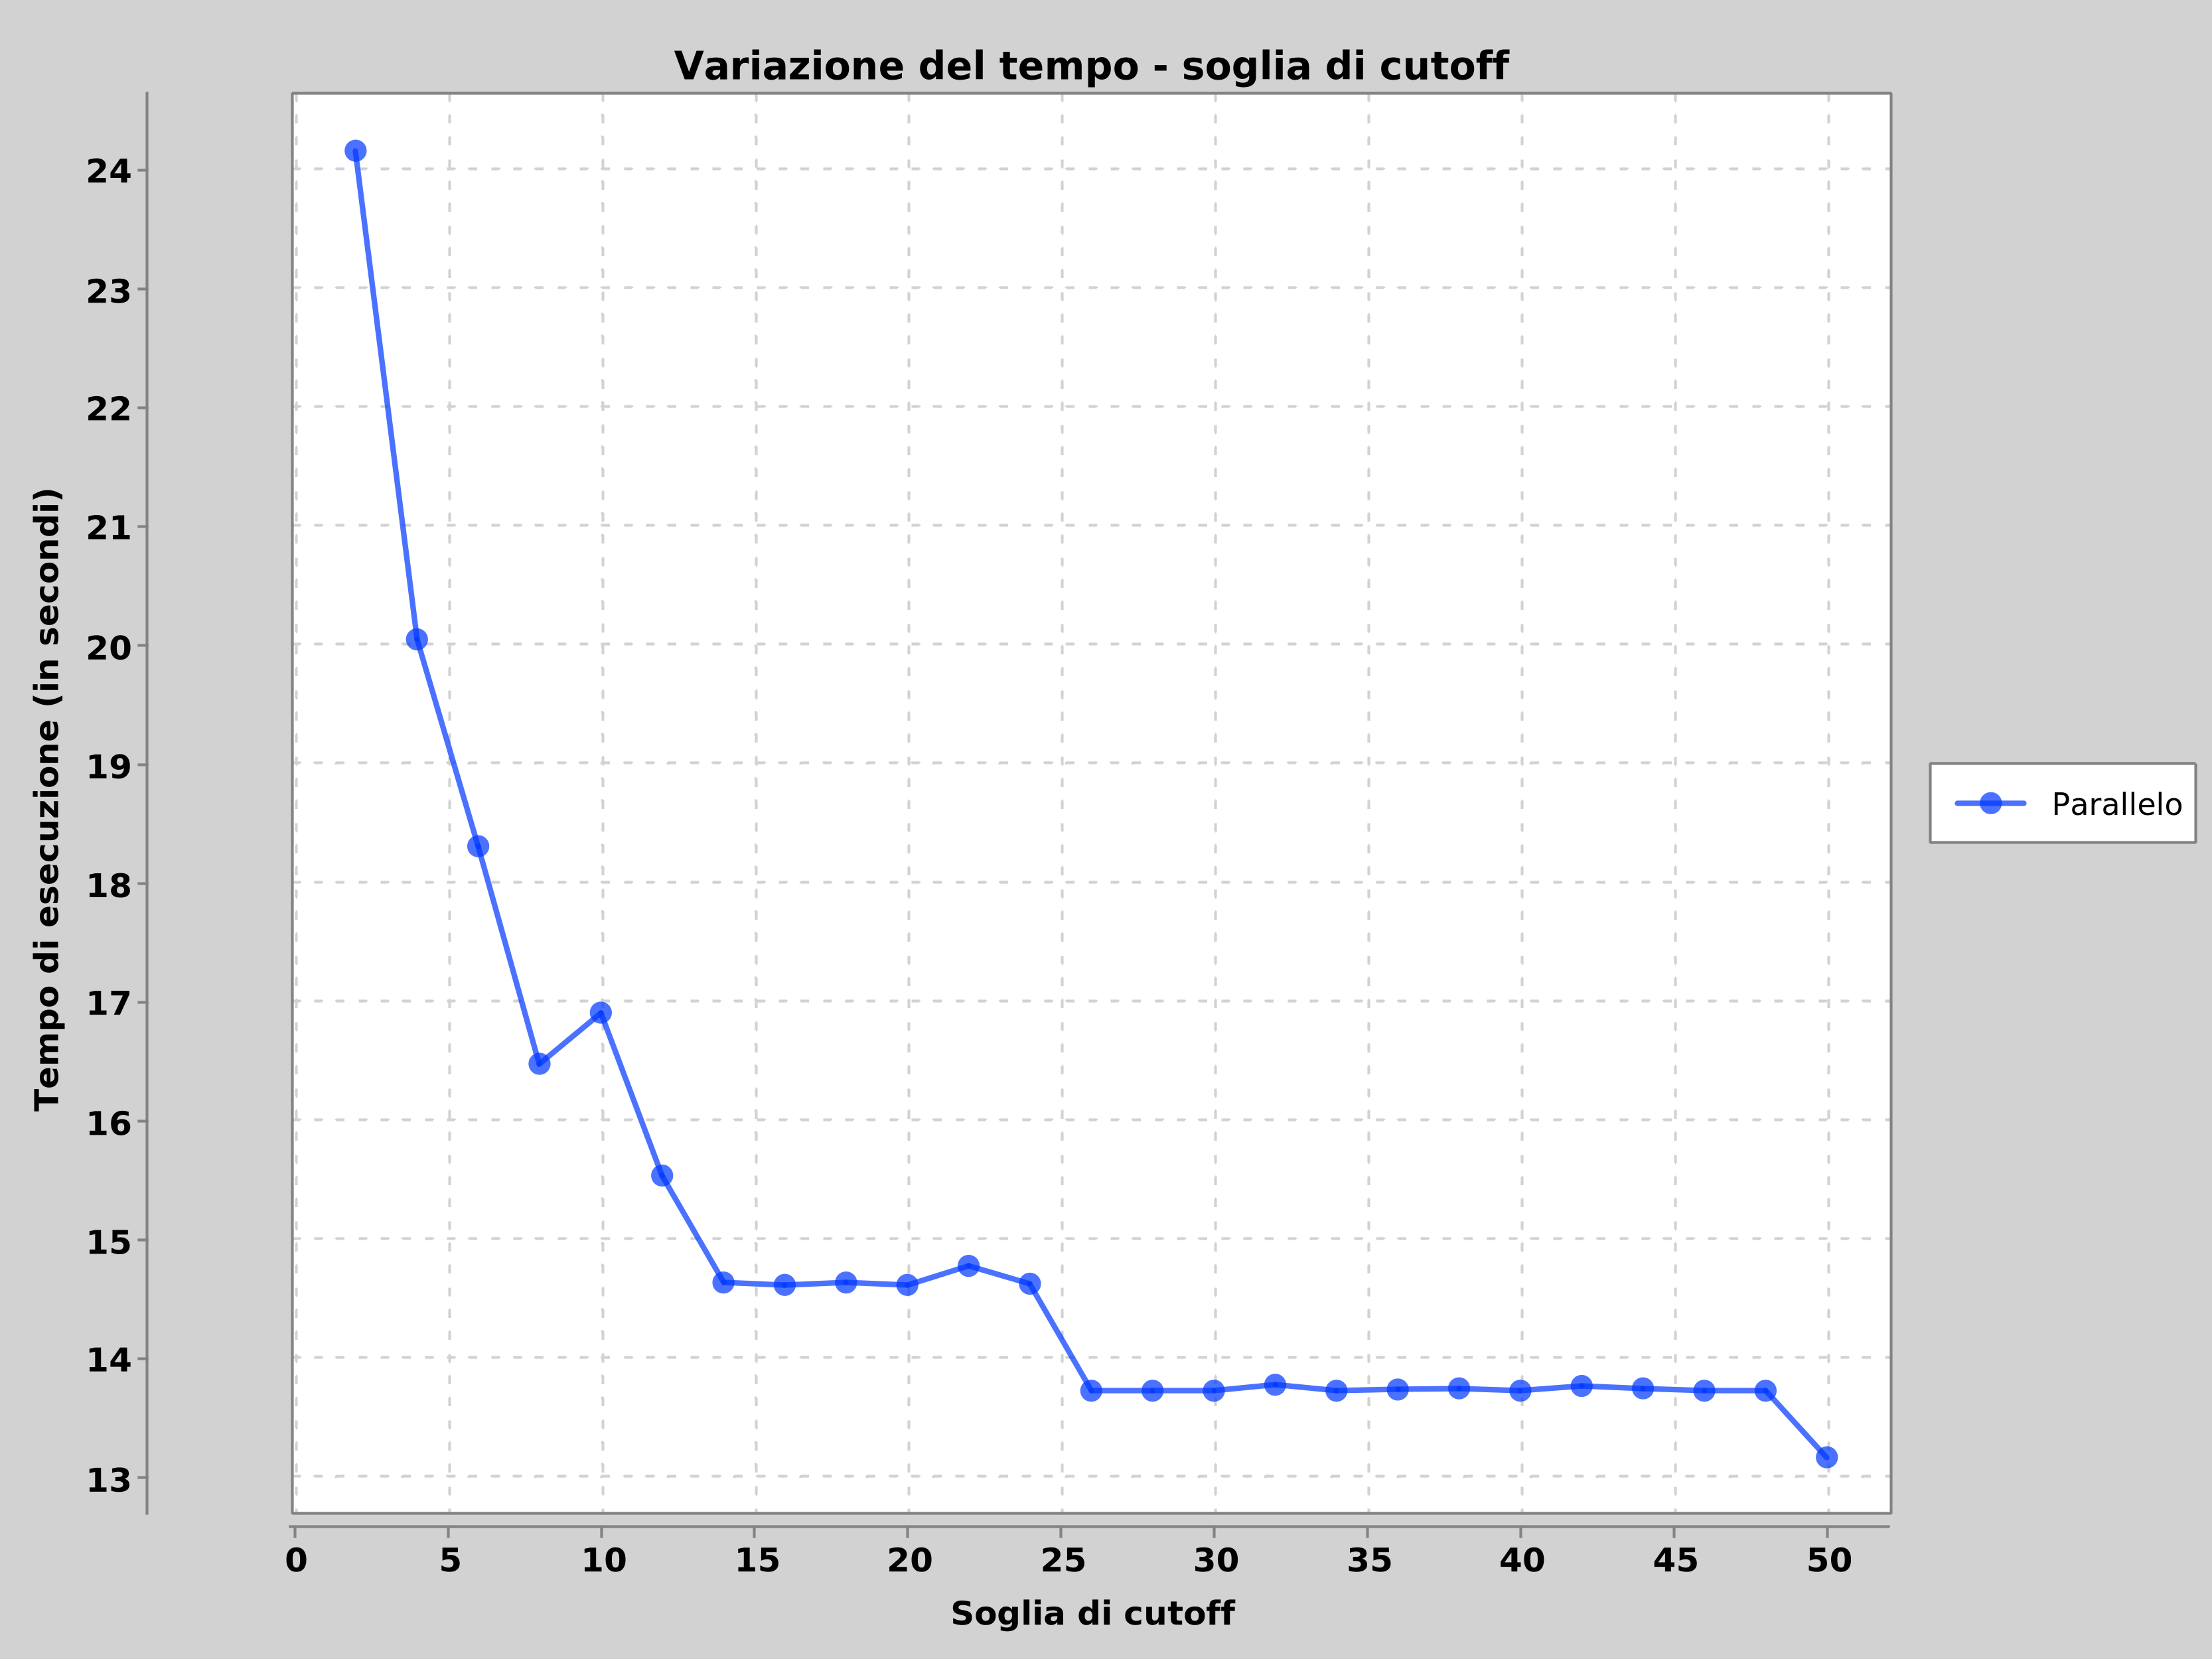 Variazione del tempo - soglia di cutoff
24
23
22
21
20
19
18
17
16
15
14
13
Tempo di esecuzione (in secondi)
0 5 10 15 20 25 30 35 40 45 50
Soglia di cutoff
Parallelo